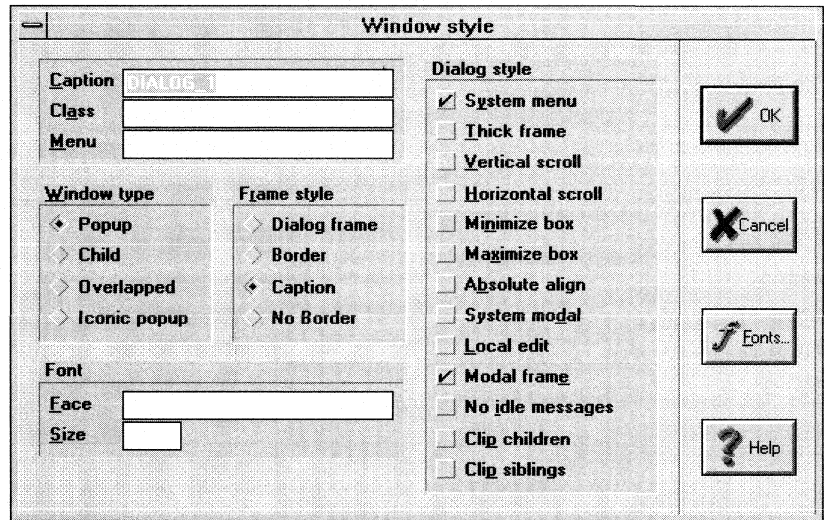 Window style
Caption DIALOG_1
Class
Menu
Window type
Popup
Child
Overlapped
Iconic popup
Frame style
Dialog frame
Border
Caption
No Border
Font
Face
Size
Dialog style
System menu
Thick frame
Vertical scroll
Horizontal scroll
Minimize box
Maximize box
Absolute align
System modal
Local edit
Modal frame
No idle messages
Clip children
Clip siblings
OK
Cancel
Fonts...
Help